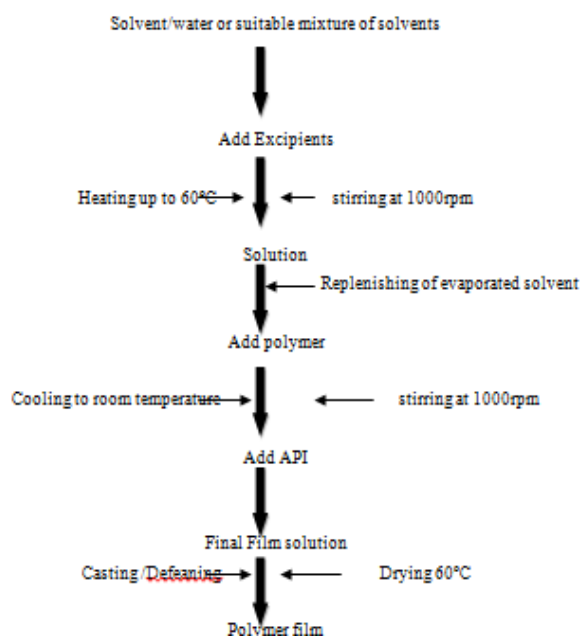 Solvent/water or suitable mixture of solvents
Add Excipients
Heating up to 60°C
stirring at 1000rpm
Solution
Replenishing of evaporated solvent
Add polymer
Cooling to room temperature
stirring at 1000rpm
Add API
Final Film solution
Casting /Defeaning
Drying 60°C
Polymer film